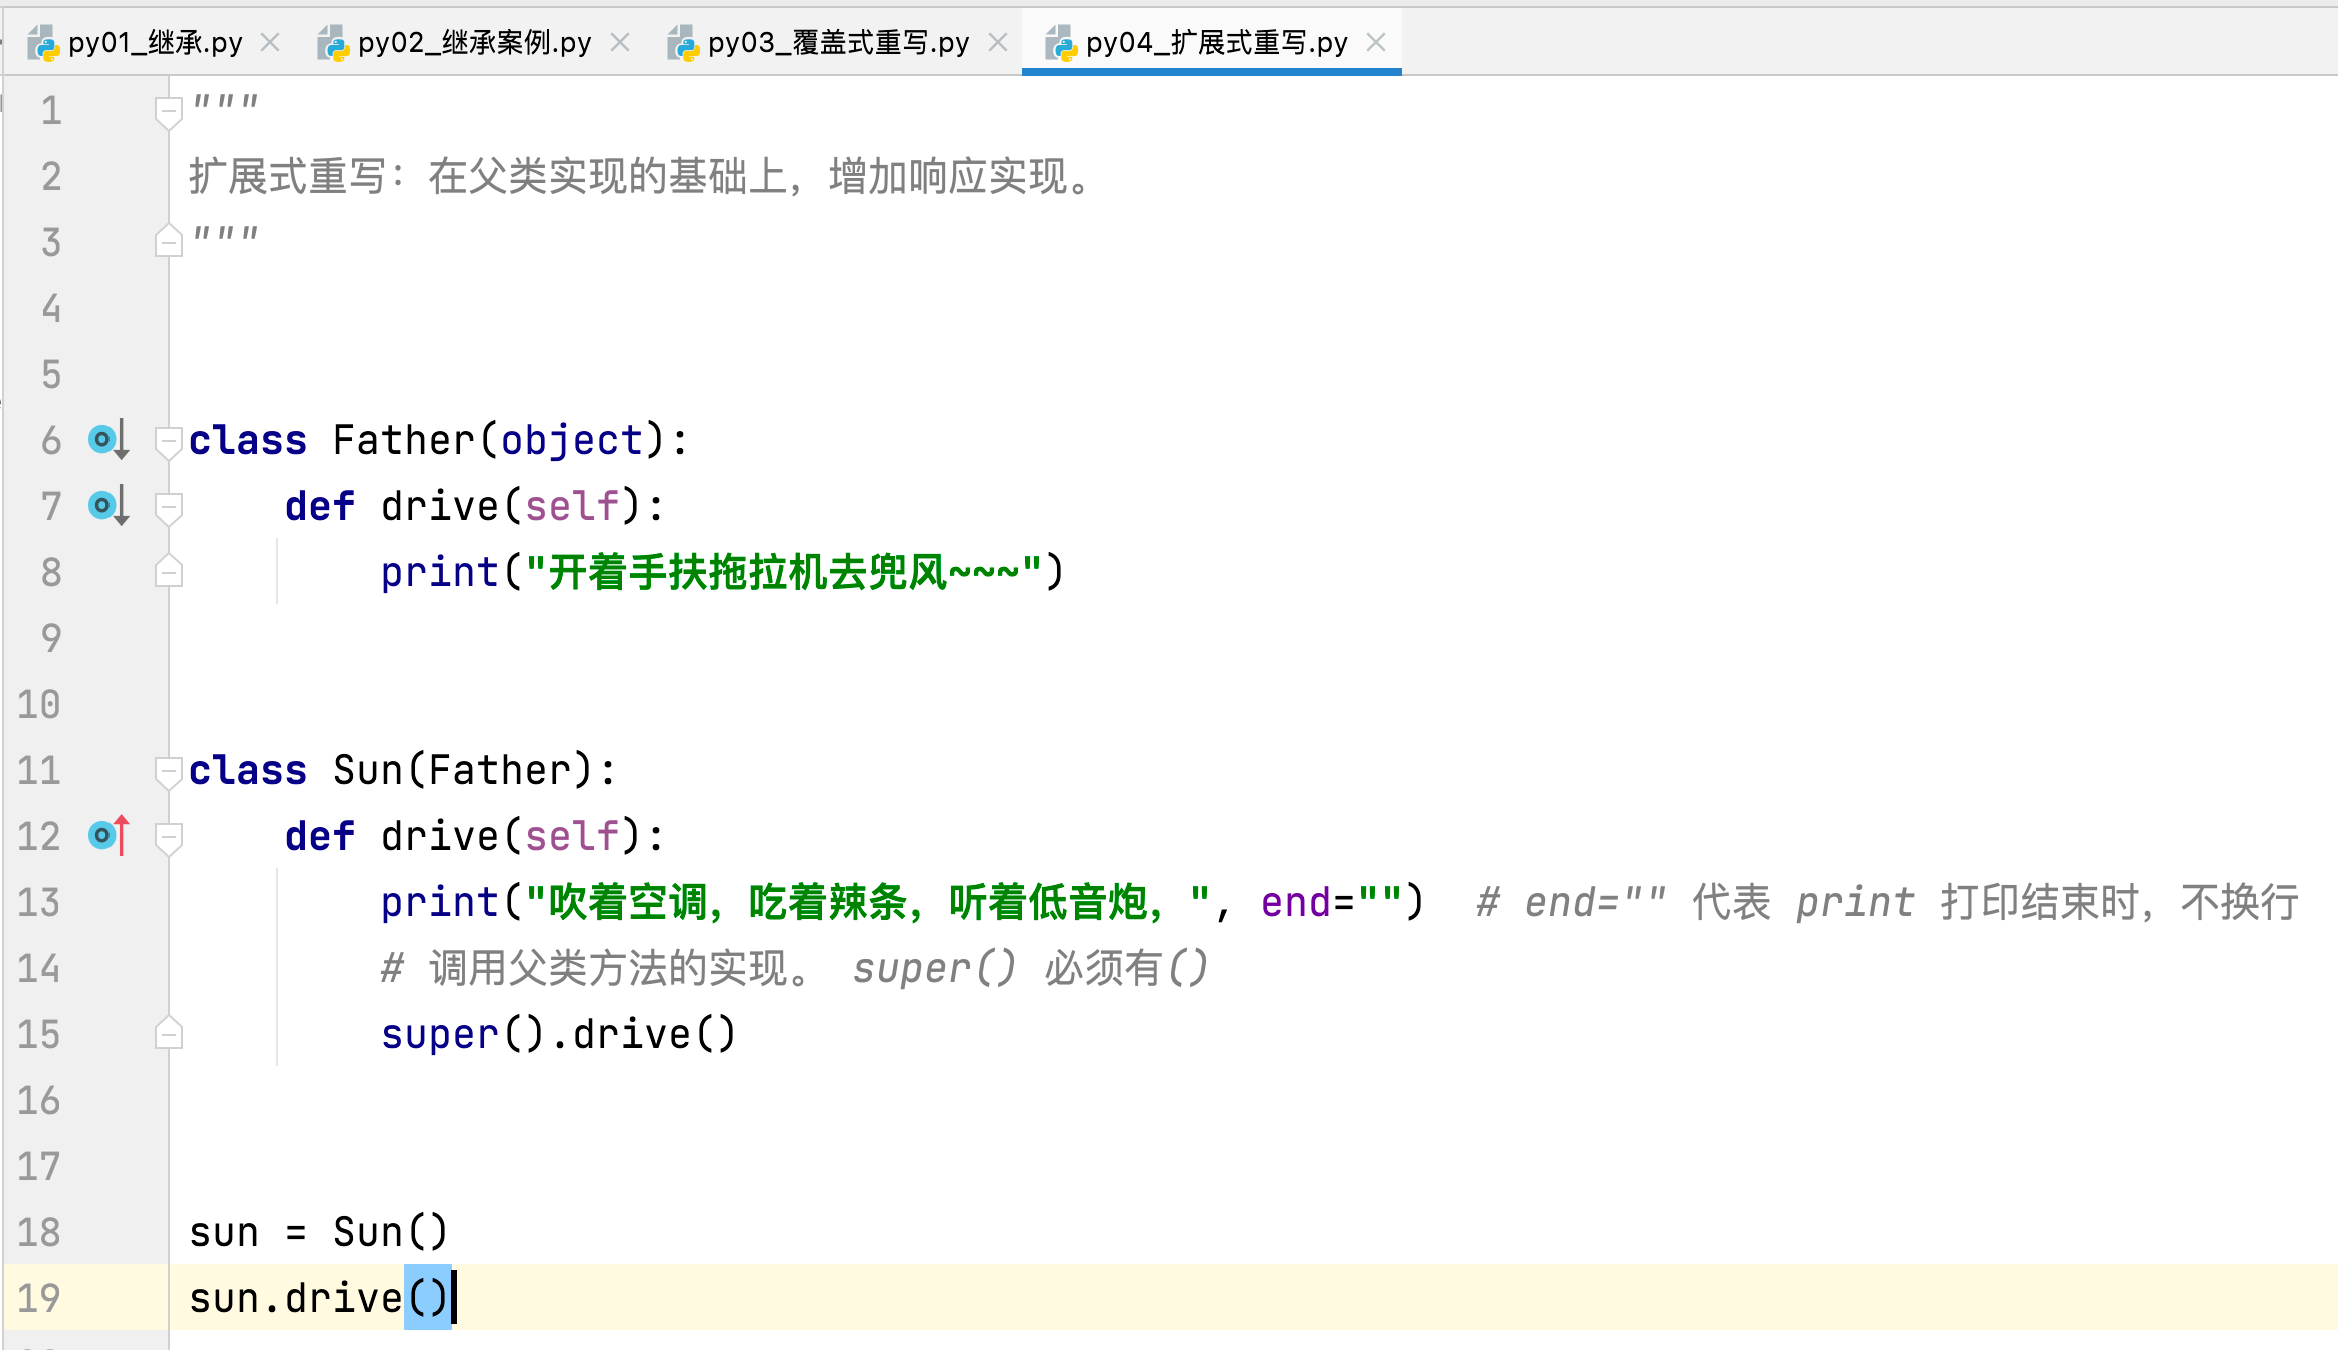 py01_继承.py py02_继承案例.py py03_覆盖式重写.py py04_扩展式重写.py
1 """
2 扩展式重写：在父类实现的基础上，增加响应实现。
3 """
4
5
6 class Father(object):
7 def drive(self):
8 print("开着手扶拖拉机去兜风~~~")
9
10
11 class Sun(Father):
12 def drive(self):
13 print("吹着空调，吃着辣条，听着低音炮，", end="") # end="" 代表 print 打印结束时，不换行
14 # 调用父类方法的实现。 super() 必须有()
15 super().drive()
16
17
18 sun = Sun()
19 sun.drive()